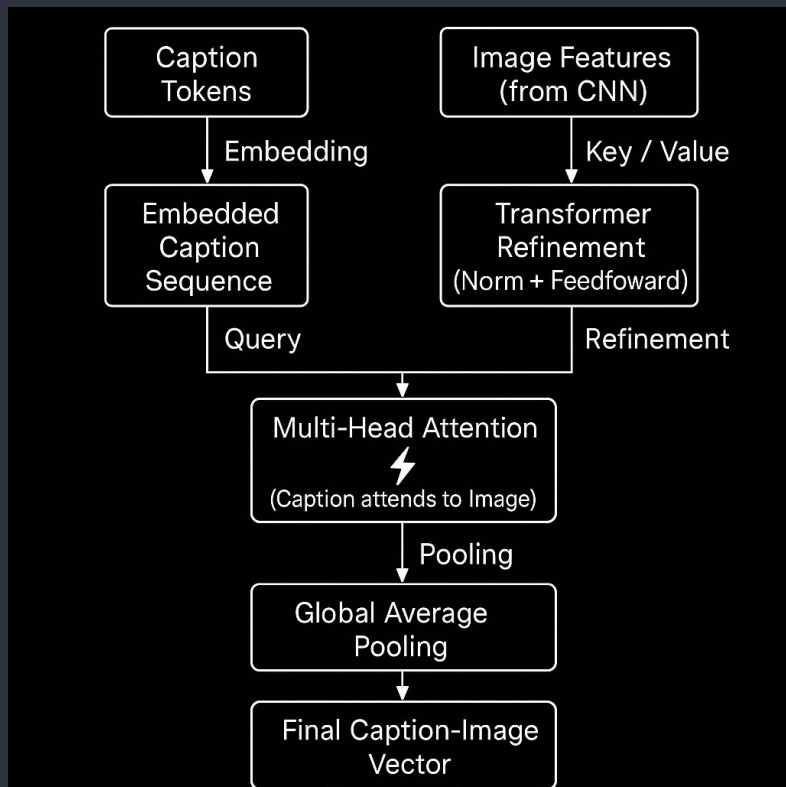 Caption
Tokens
Image Features
(from CNN)
Embedding
Key / Value
Embedded
Caption
Sequence
Transformer
Refinement
(Norm + Feedfoward)
Query
Refinement
Multi-Head Attention
(Caption attends to Image)
Pooling
Global Average
Pooling
Final Caption-Image
Vector